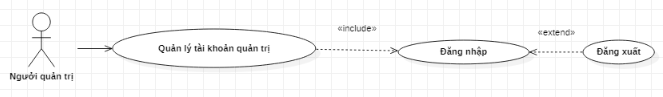 «include»
«extend»
Quản lý tài khoản quản trị
Đăng nhập
Đăng xuất
Người quản trị